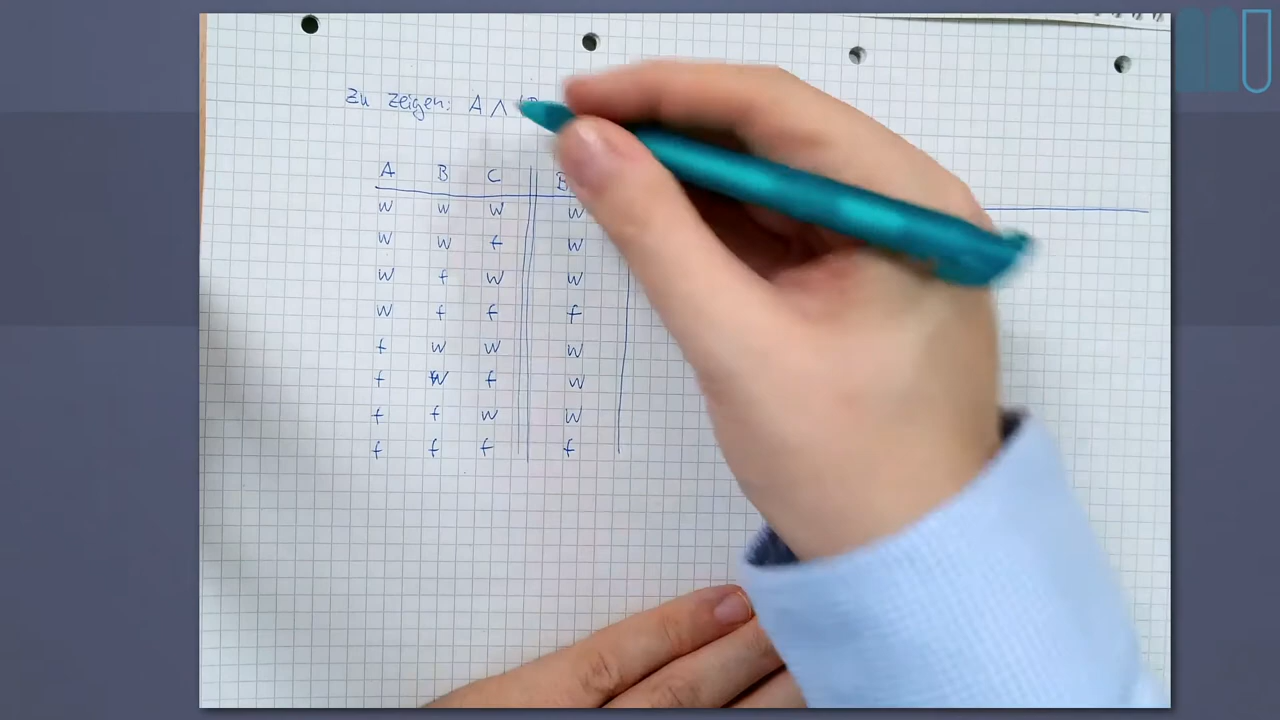 Zu zeigen: A ∧ (B
A B C B
w w w w
w w f w
w f w w
w f f f
f w w w
f w f w
f f w w
f f f f